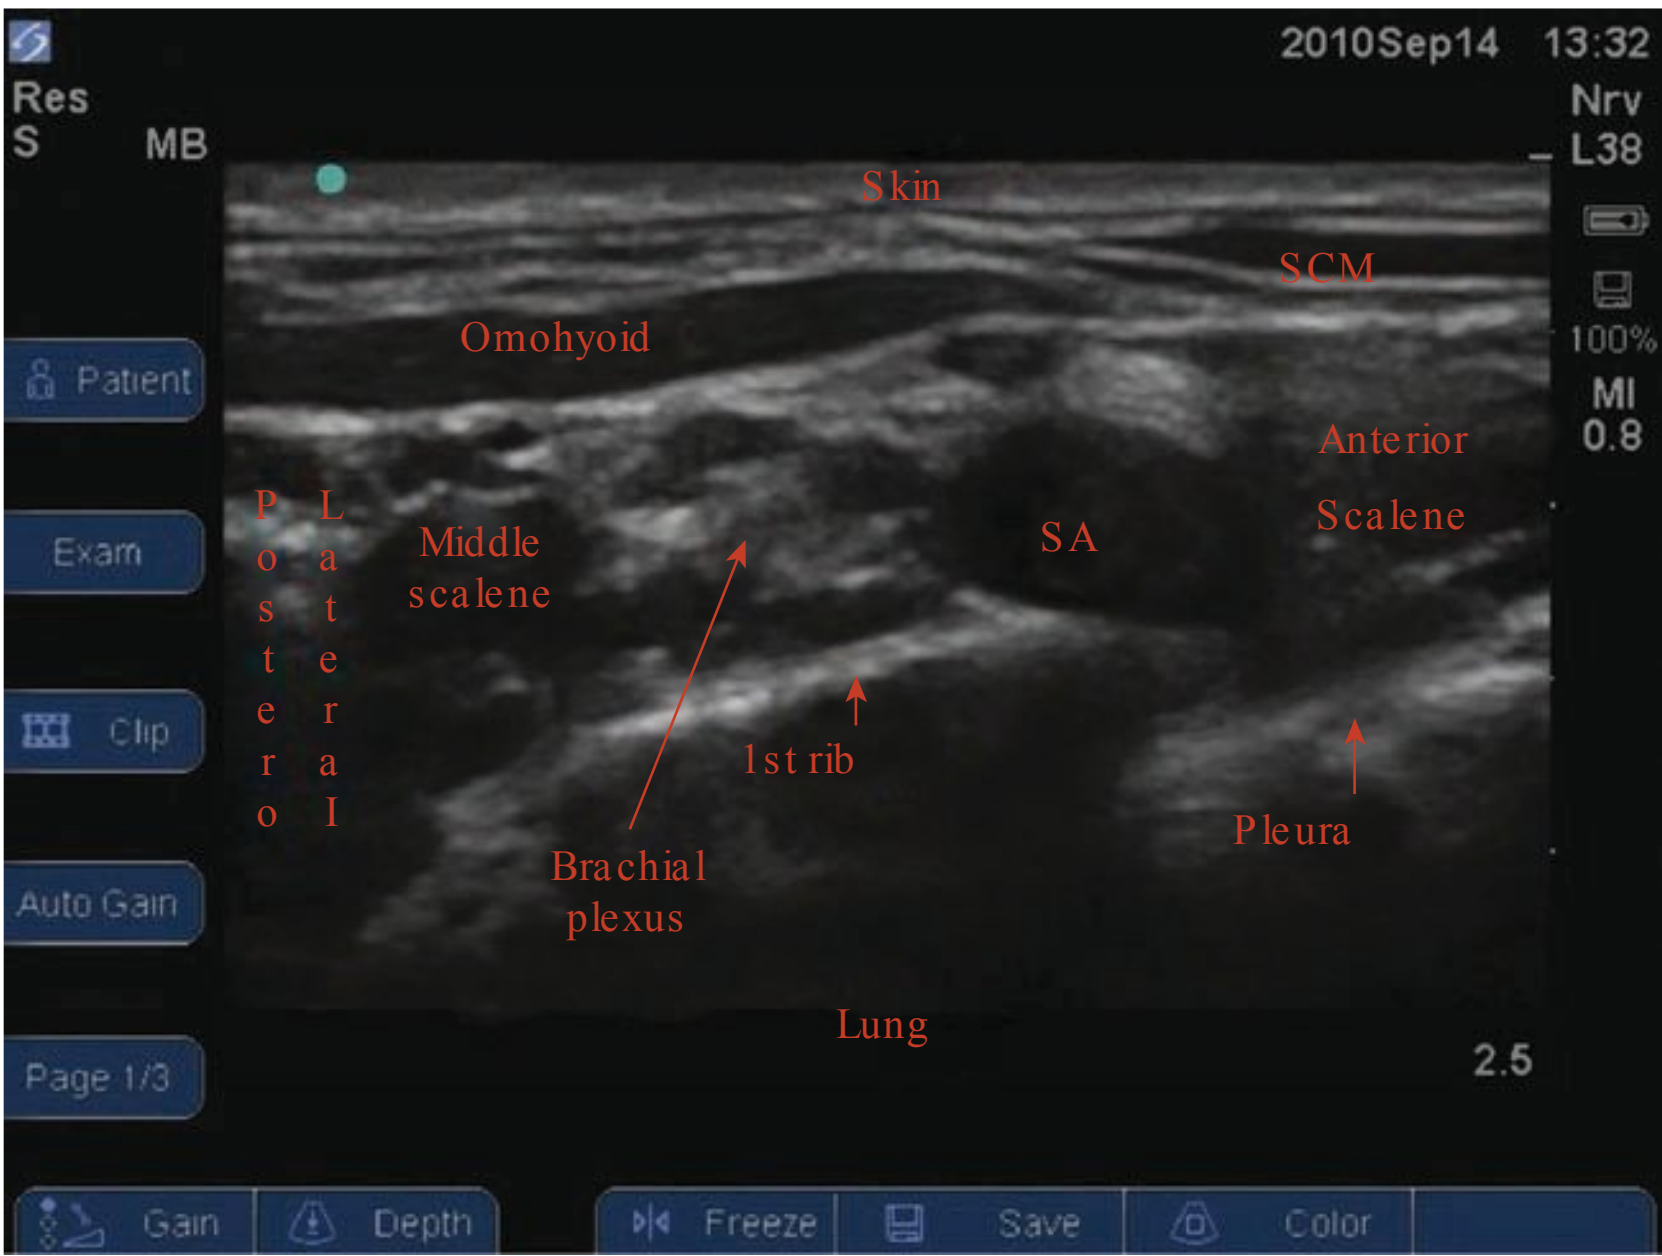 2010Sep14 13:32
Res
S MB
Nrv
L38
100%
MI
0.8
Skin
SCM
Omohyoid
Anterior
Scalene
Postero
Lateral
Middle
scalene
SA
1st rib
Pleura
Brachial
plexus
Lung
2.5
Patient
Exam
Clip
Auto Gain
Page 1/3
Gain
Depth
Freeze
Save
Color